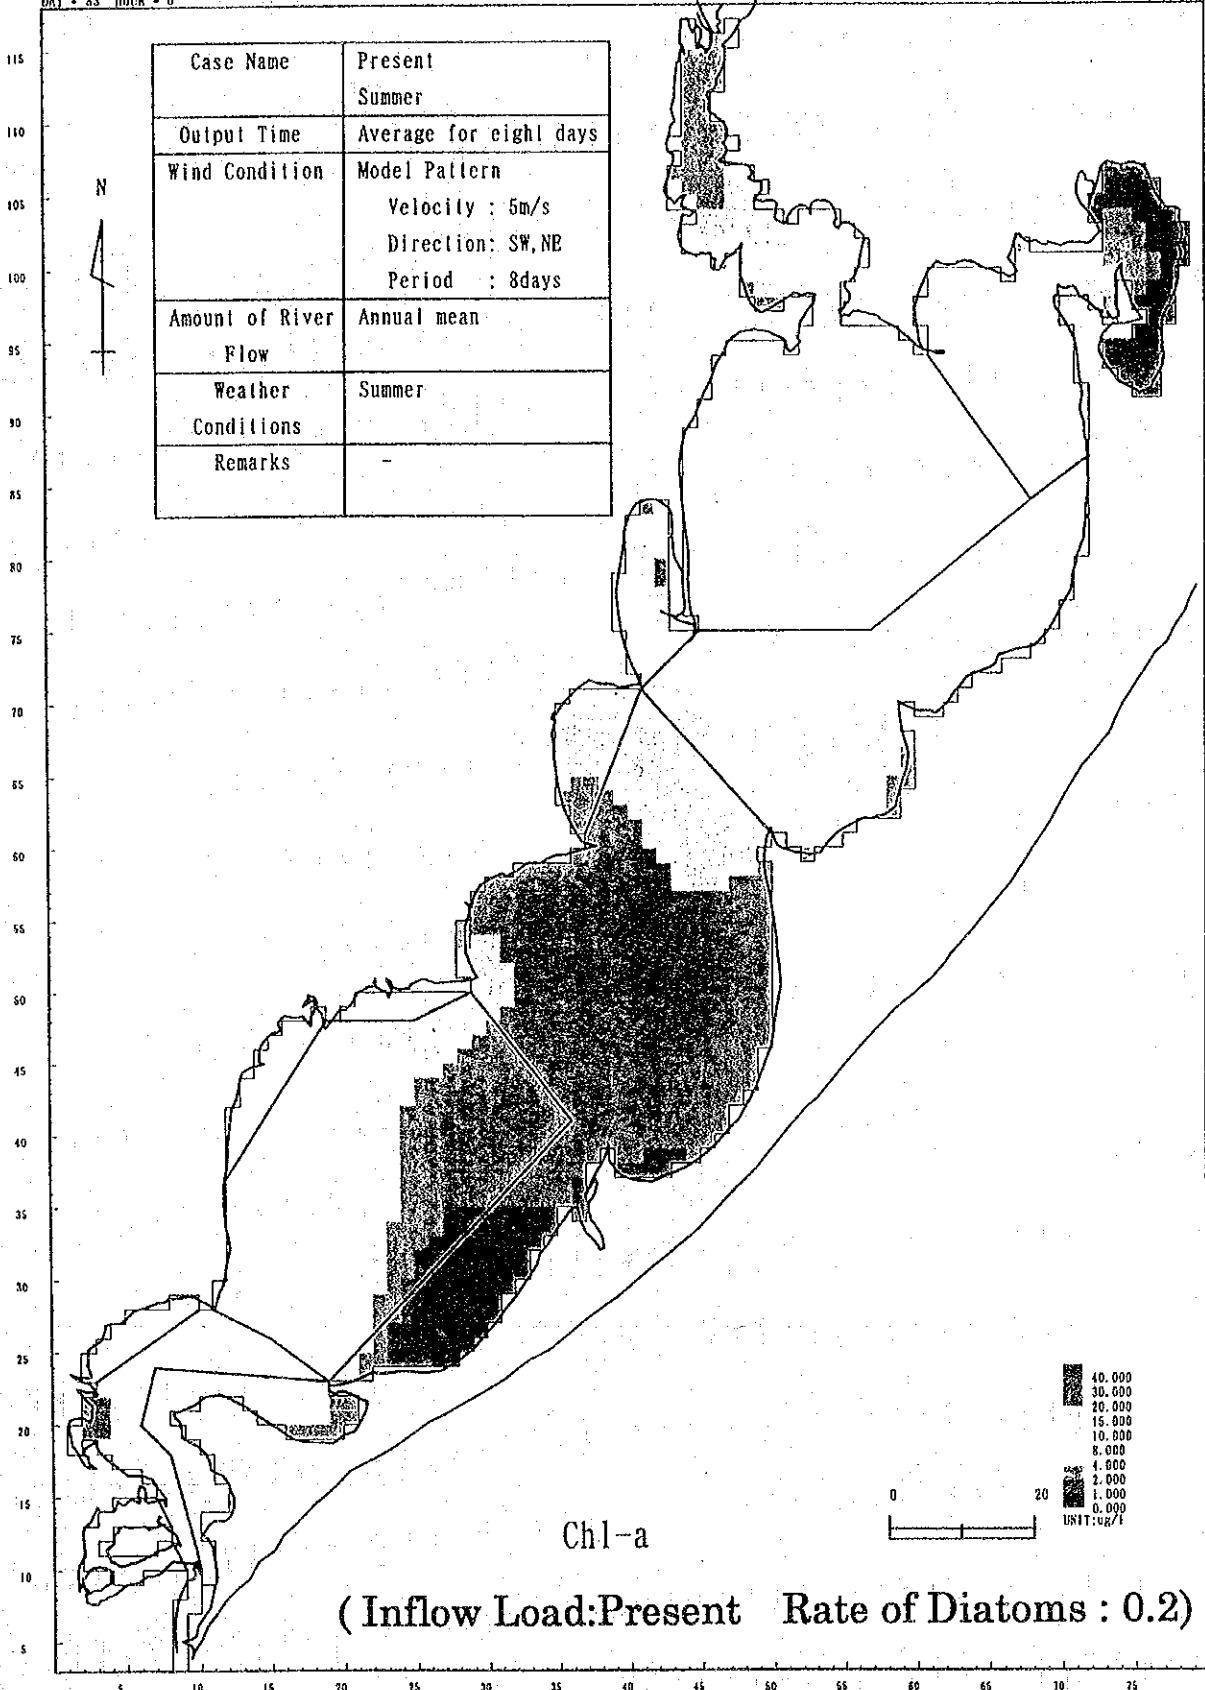 DAY = 83 HOUR = 0
Case Name Present
Summer
Output Time Average for eight days
Wind Condition Model Pattern
Velocity : 5m/s
Direction: SW,NE
Period : 8days
Amount of River Annual mean
Flow
Weather Summer
Conditions
Remarks -
N
115
110
105
100
95
90
85
80
75
70
65
60
55
50
45
40
35
30
25
20
15
10
5
40.000
30.000
20.000
15.000
10.000
8.000
4.000
2.000
1.000
0.000
UNIT:ug/l
0 20
Chl-a
( Inflow Load:Present Rate of Diatoms : 0.2)
5 10 15 20 25 30 35 40 45 50 55 60 65 70 75